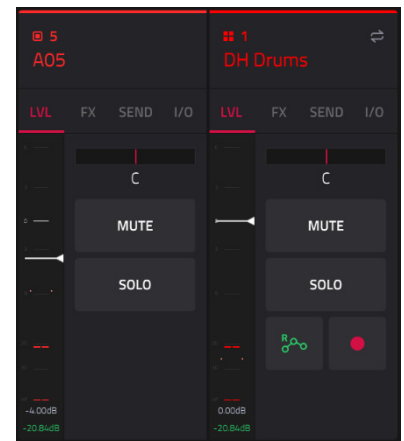 5
A05
LVL FX SEND I/O
C
MUTE
SOLO
-4.00dB
-20.84dB
1
DH Drums
LVL FX SEND I/O
C
MUTE
SOLO
R
0.00dB
-20.84dB